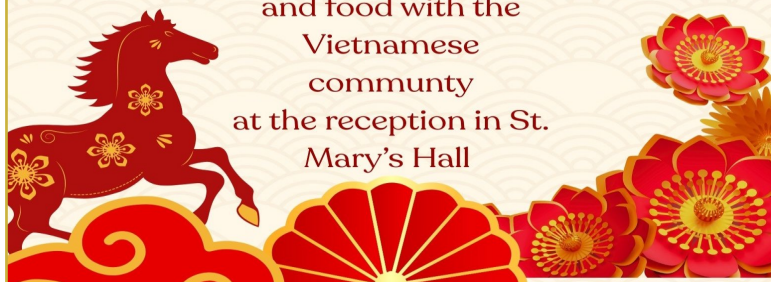 and food with the
Vietnamese
communty
at the reception in St.
Mary's Hall